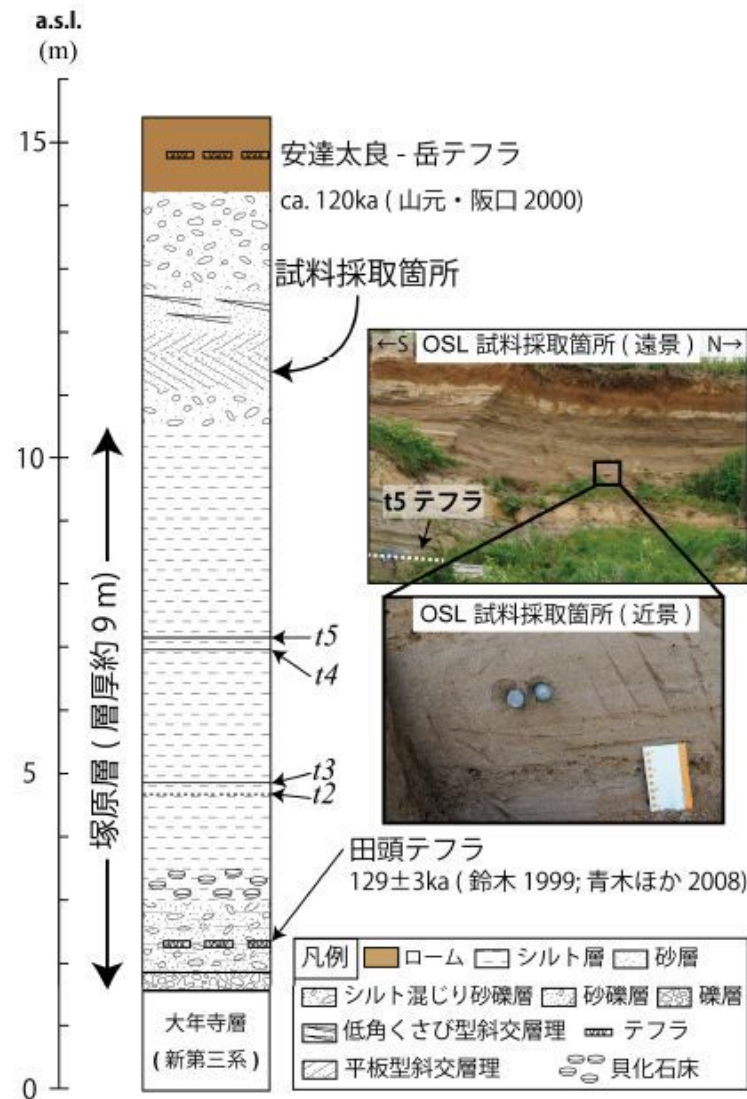 a.s.l.
(m)
15
安達太良 - 岳テフラ
ca. 120ka ( 山元・阪口 2000)
試料採取箇所
←S OSL 試料採取箇所 ( 遠景 ) N→
10
t5 テフラ
OSL 試料採取箇所 ( 近景 )
t5
t4
塚原層 ( 層厚約 9 m)
5
t3
t2
田頭テフラ
129±3ka ( 鈴木 1999; 青木ほか 2008)
凡例 ローム シルト層 砂層
シルト混じり砂礫層 砂礫層 礫層
低角くさび型斜交層理 テフラ
平板型斜交層理 貝化石床
大年寺層
( 新第三系 )
0